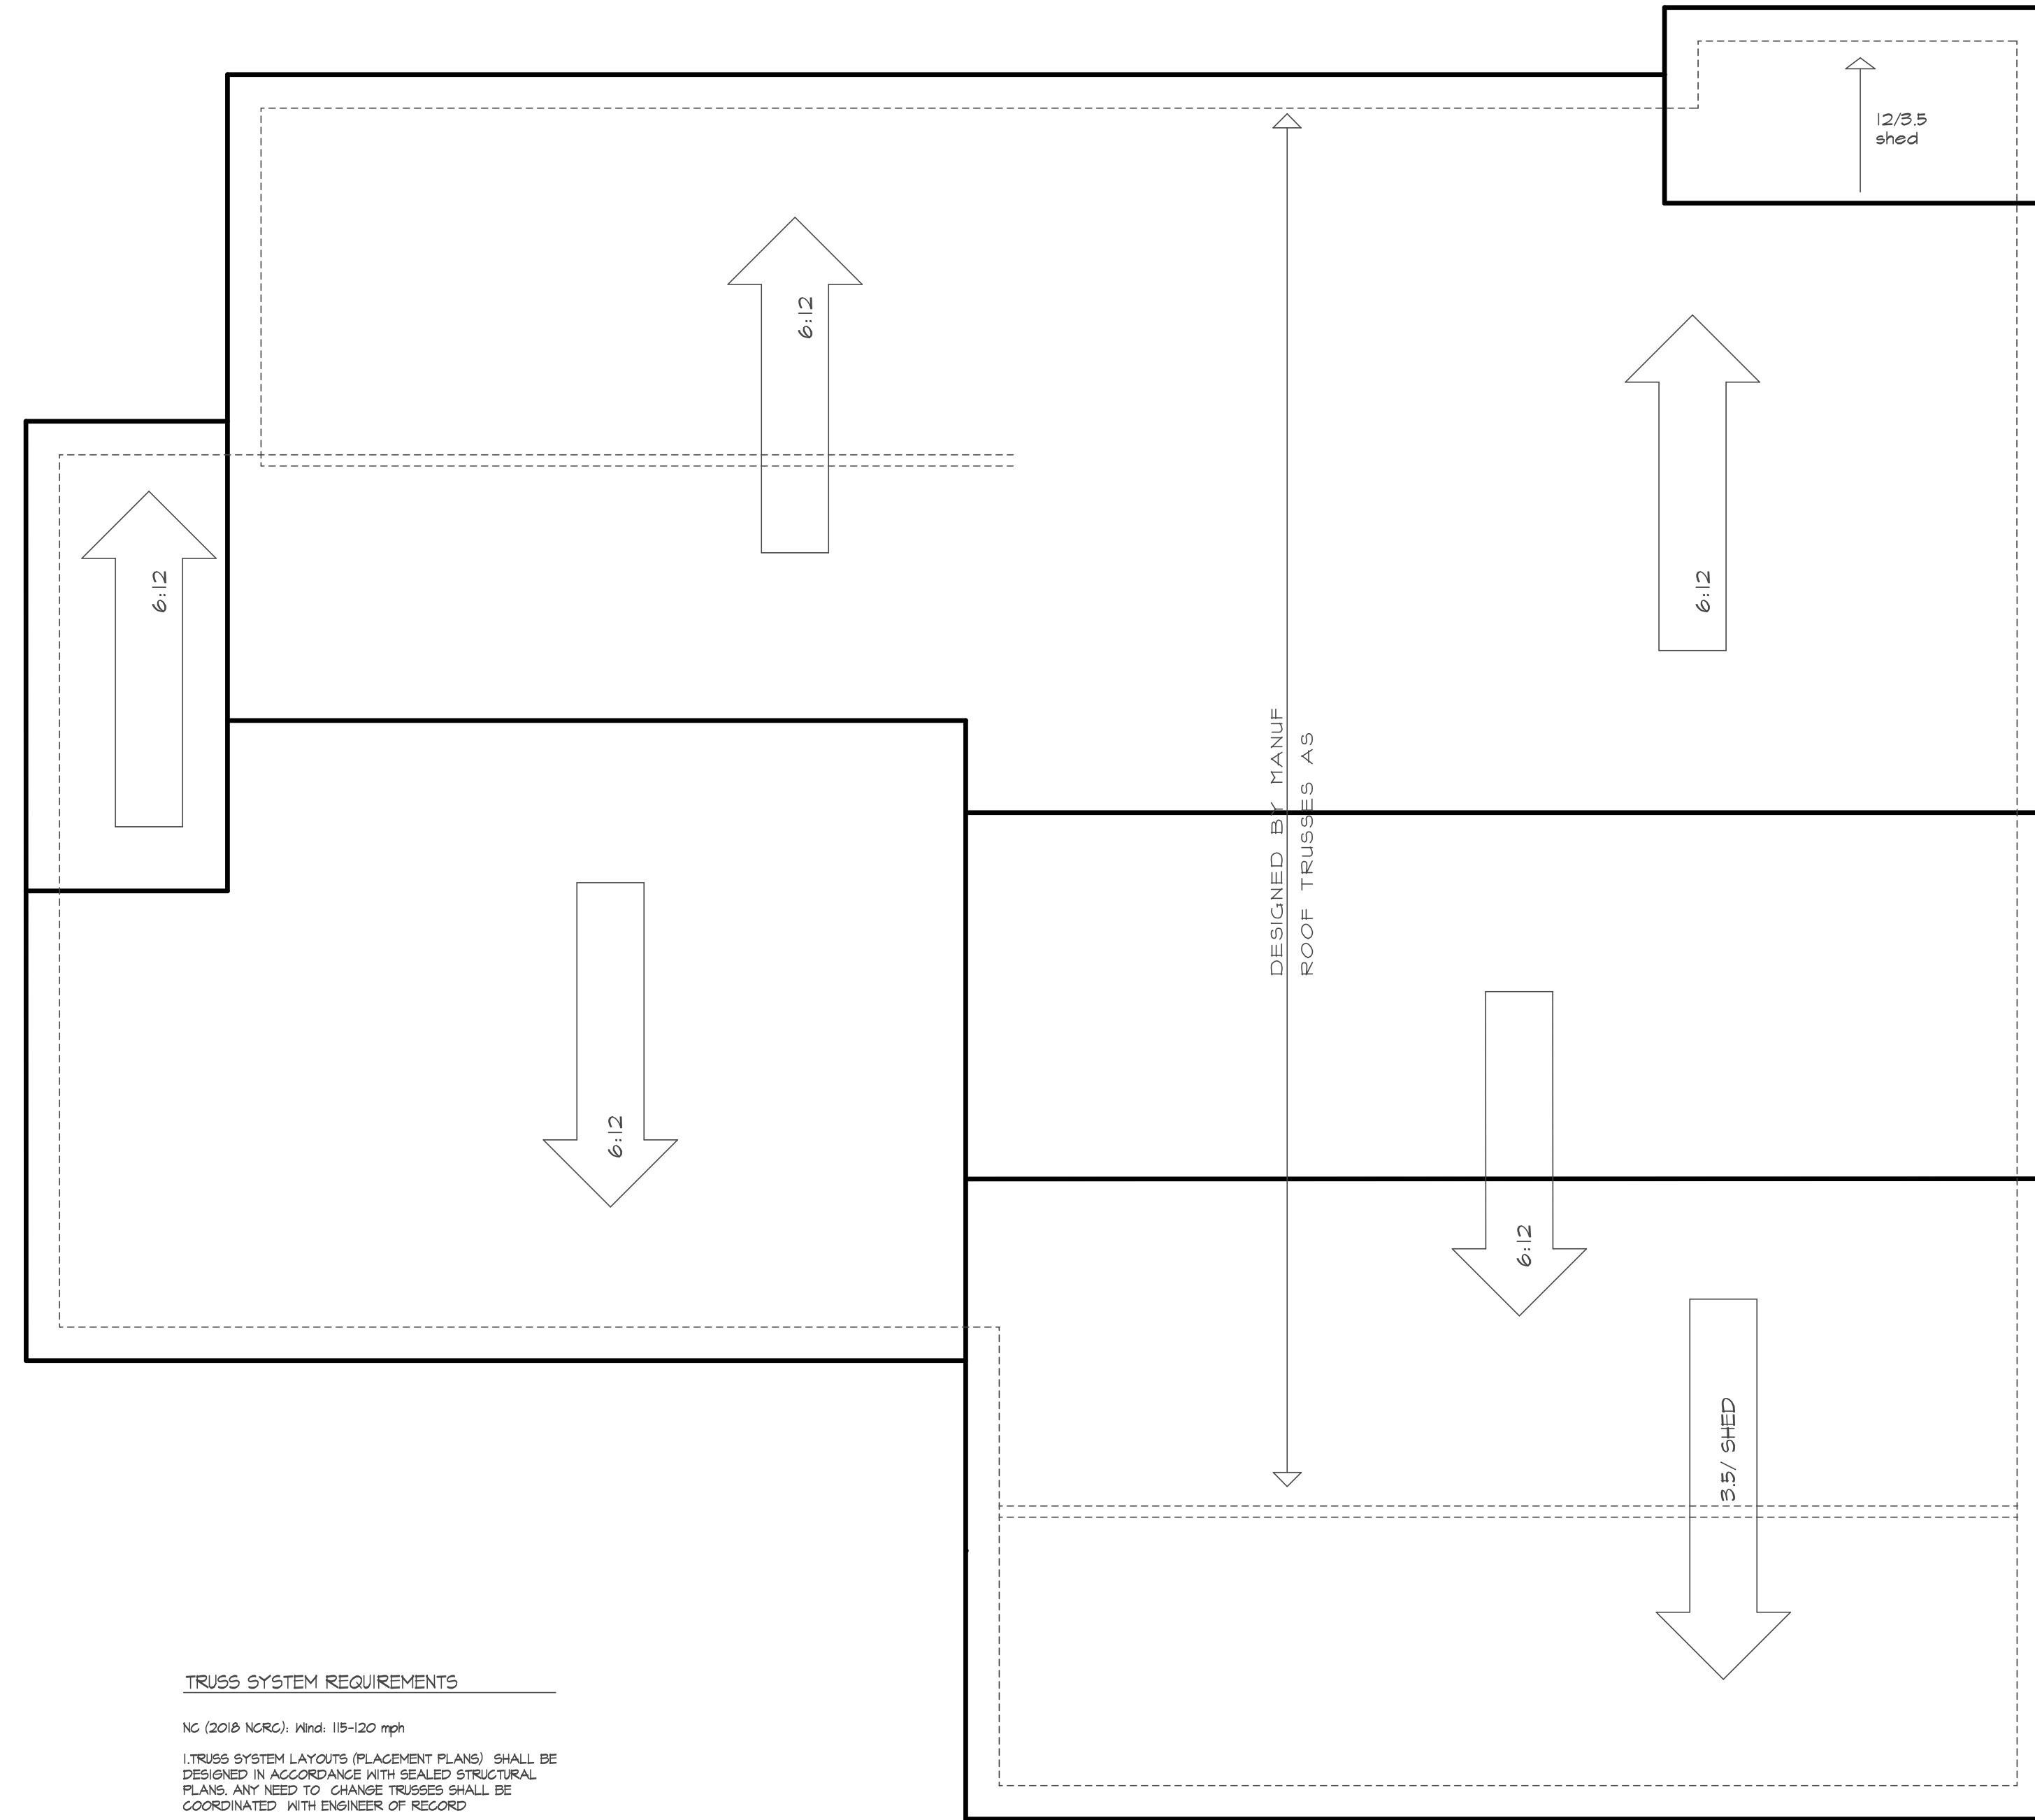 12/3.5
shed
6:12
6:12
6:12
DESIGNED BY MANUF
ROOF TRUSSES AS
6:12
6:12
3.5/ SHED
TRUSS SYSTEM REQUIREMENTS
NC (2018 NCRC): Wind: 115-120 mph
1.TRUSS SYSTEM LAYOUTS (PLACEMENT PLANS) SHALL BE
DESIGNED IN ACCORDANCE WITH SEALED STRUCTURAL
PLANS. ANY NEED TO CHANGE TRUSSES SHALL BE
COORDINATED WITH ENGINEER OF RECORD